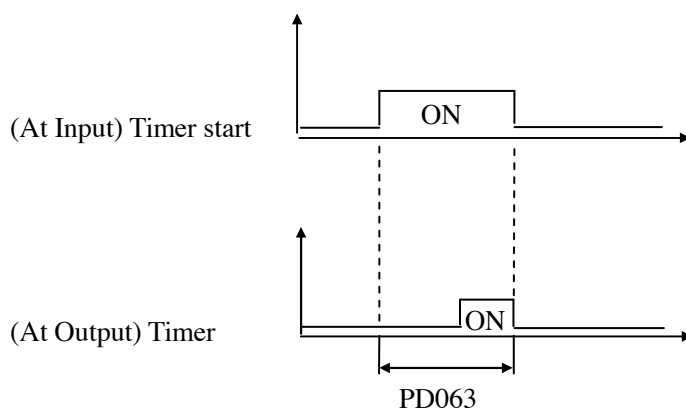 ON
(At Input) Timer start
ON
(At Output) Timer
PD063